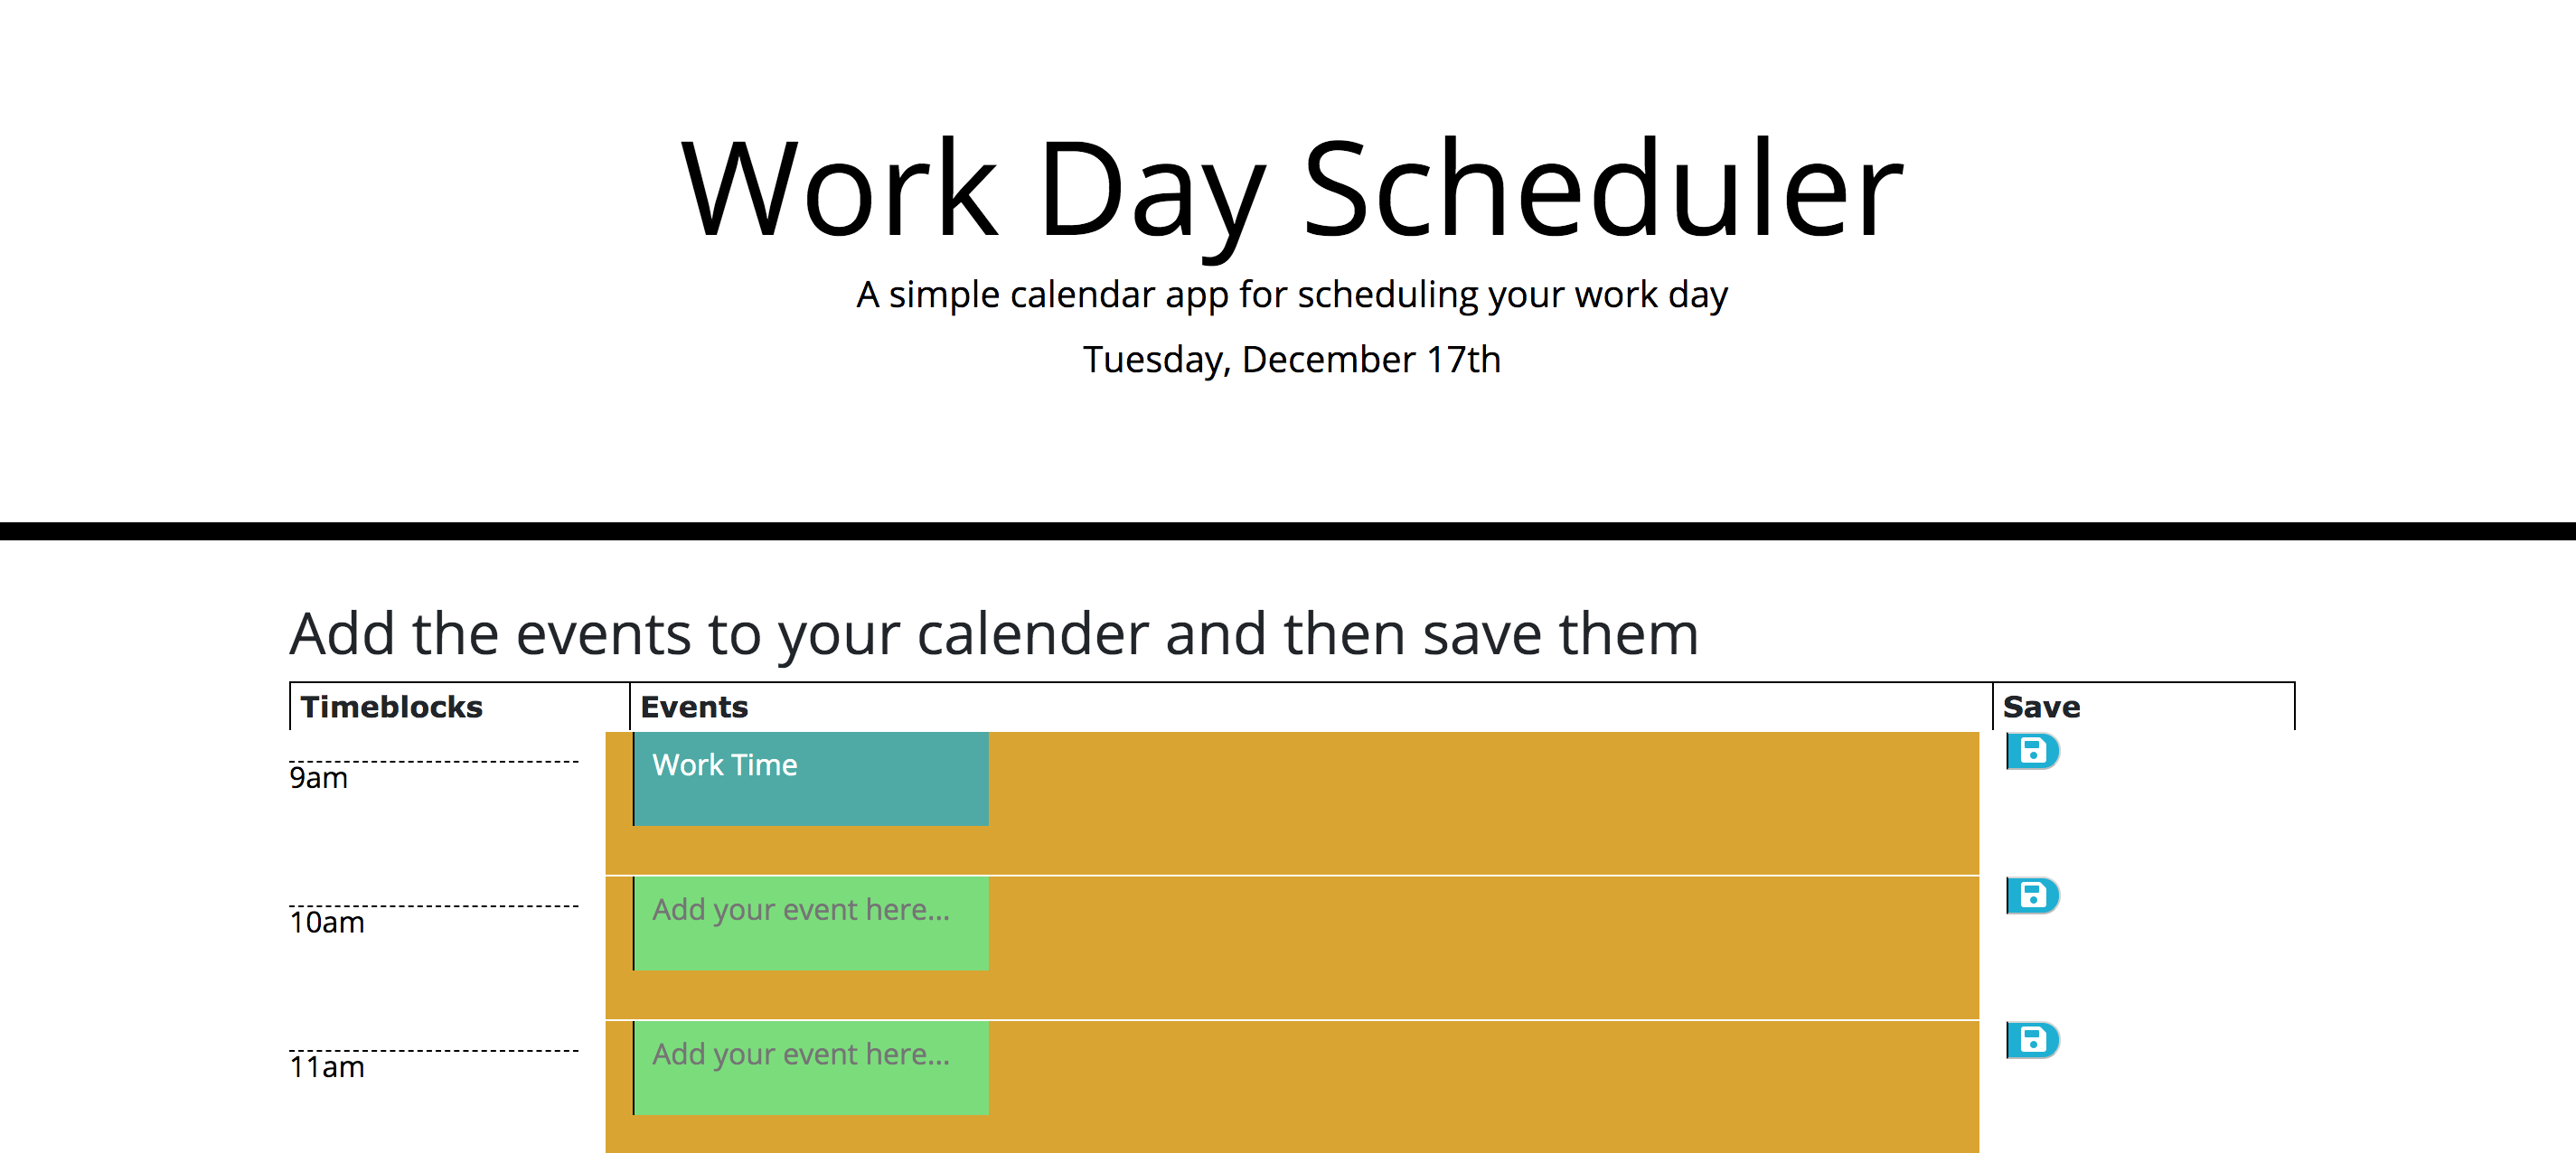 Work Day Scheduler
A simple calendar app for scheduling your work day
Tuesday, December 17th
Add the events to your calender and then save them
Timeblocks Events Save
9am Work Time
10am Add your event here...
11am Add your event here...